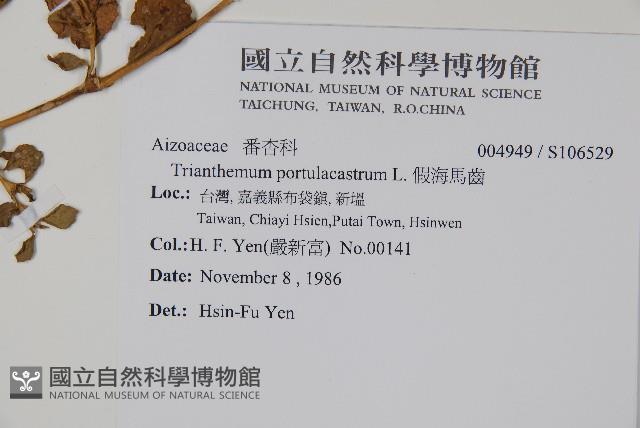 國立自然科學博物館
NATIONAL MUSEUM OF NATURAL SCIENCE
TAICHUNG, TAIWAN, R.O.CHINA
Aizoaceae 番杏科 004949 / S106529
Trianthemum portulacastrum L. 假海馬齒
Loc.: 台灣, 嘉義縣布袋鎮, 新塭
Taiwan, Chiayi Hsien,Putai Town, Hsinwen
Col.: H. F. Yen(嚴新富) No.00141
Date: November 8 , 1986
Det.: Hsin-Fu Yen
國立自然科學博物館
NATIONAL MUSEUM OF NATURAL SCIENCE